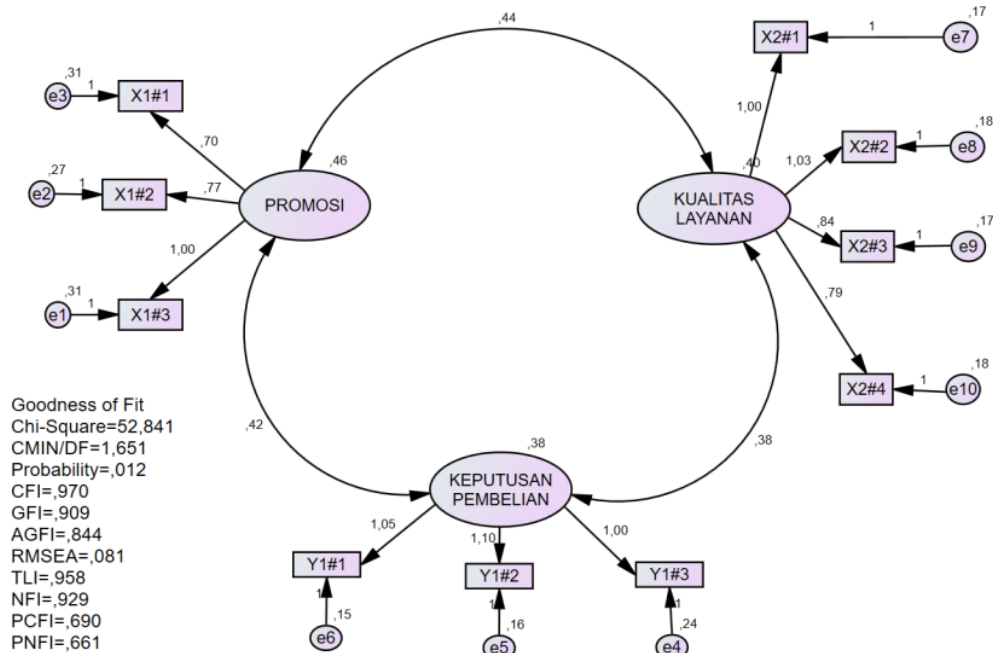 ,44
,17
X2#1
1
e7
,31
e3
1
X1#1
1,00
,70
,18
X2#2
1
e8
,46
,40
1,03
,27
e2
1
X1#2
,77
PROMOSI
KUALITAS
LAYANAN
,84
,17
X2#3
1
e9
1,00
,31
e1
1
X1#3
,79
,18
X2#4
1
e10
Goodness of Fit
Chi-Square=52,841
CMIN/DF=1,651
Probability=,012
CFI=,970
GFI=,909
AGFI=,844
RMSEA=,081
TLI=,958
NFI=,929
PCFI=,690
PNFI=,661
,42
,38
,38
KEPUTUSAN
PEMBELIAN
1,05
1,10
1,00
Y1#1
Y1#2
Y1#3
1
1
1
,15
,16
,24
e6
e5
e4